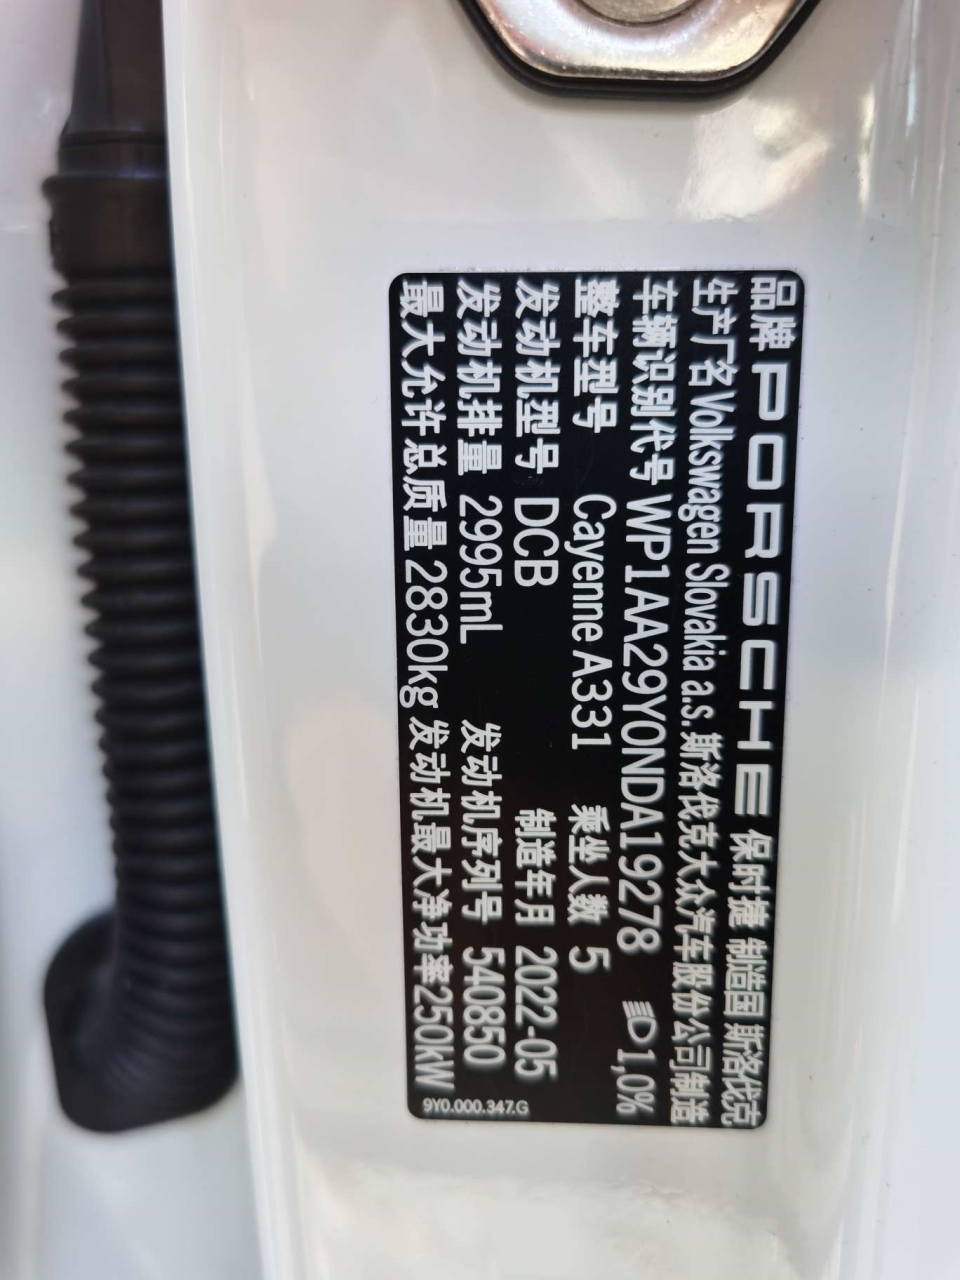 品牌 PORSCHE 保时捷 制造国 斯洛伐克
生产厂名 Volkswagen Slovakia a.s. 斯洛伐克大众汽车股份公司制造
车辆识别代号 WP1AA29Y0NDA19278 1,0%
整车型号 Cayenne A331 乘坐人数 5
发动机型号 DCB 制造年月 2022-05
发动机排量 2995mL 发动机序列号 540850
最大允许总质量 2830kg 发动机最大净功率250kW
9Y0.000.347.G